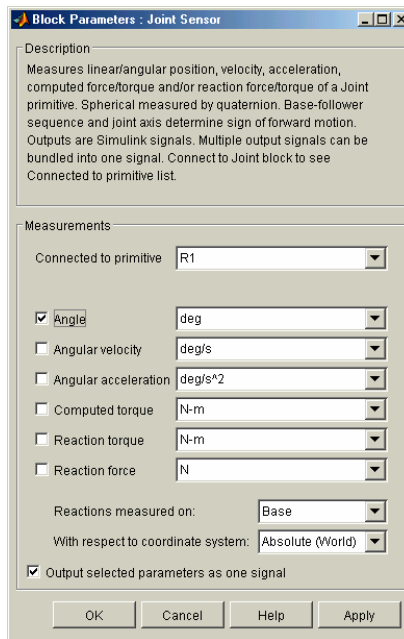 Block Parameters : Joint Sensor
Description
Measures linear/angular position, velocity, acceleration,
computed force/torque and/or reaction force/torque of a Joint
primitive. Spherical measured by quaternion. Base-follower
sequence and joint axis determine sign of forward motion.
Outputs are Simulink signals. Multiple output signals can be
bundled into one signal. Connect to Joint block to see
Connected to primitive list.
Measurements
Connected to primitive R1
Angle deg
Angular velocity deg/s
Angular acceleration deg/s^2
Computed torque N-m
Reaction torque N-m
Reaction force N
Reactions measured on: Base
With respect to coordinate system: Absolute (World)
Output selected parameters as one signal
OK Cancel Help Apply